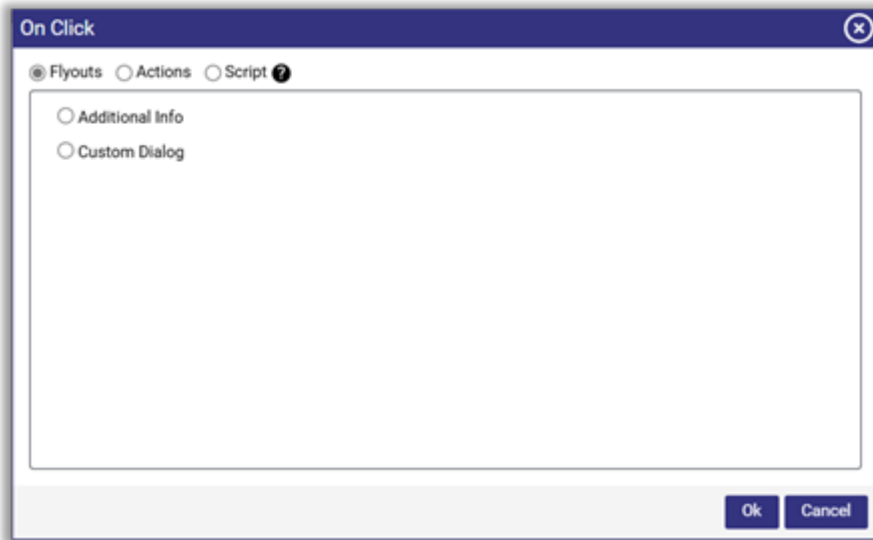 On Click
Flyouts Actions Script ?
Additional Info
Custom Dialog
Ok Cancel